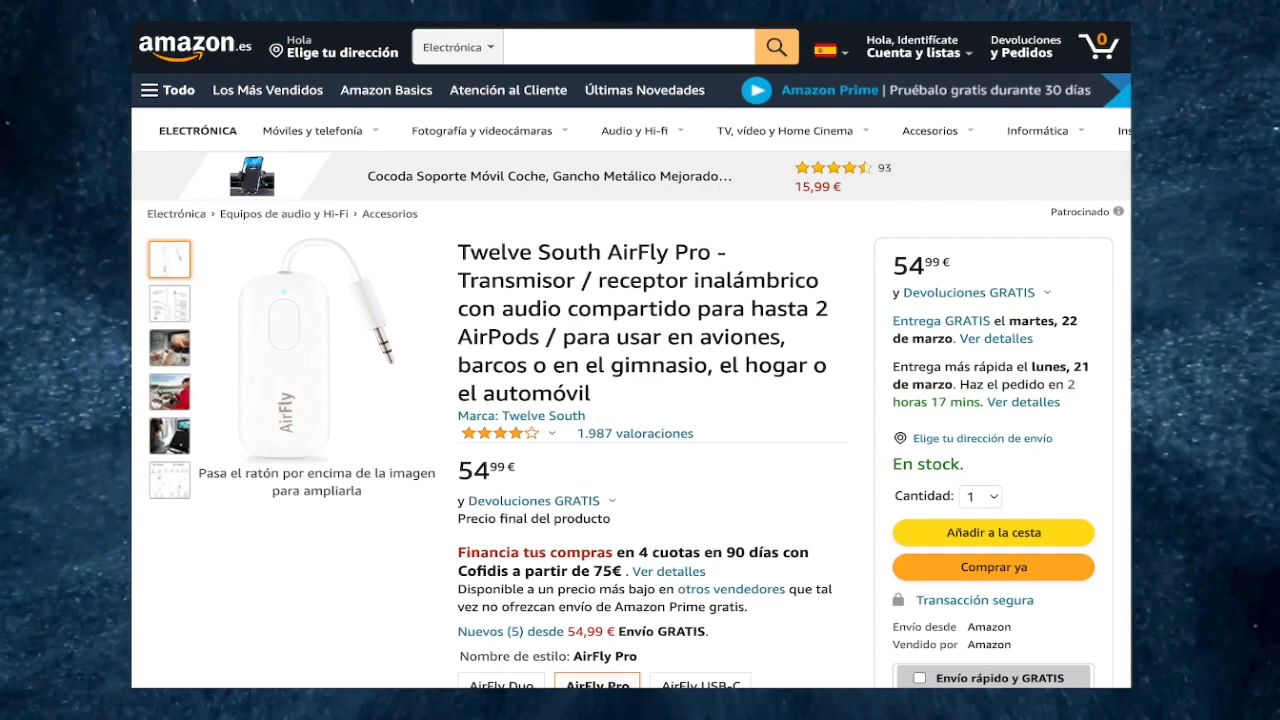 amazon.es
Hola
Elige tu dirección
Electrónica
Hola, Identifícate
Cuenta y listas
Devoluciones
y Pedidos
0
Todo
Los Más Vendidos
Amazon Basics
Atención al Cliente
Últimas Novedades
Amazon Prime | Pruébalo gratis durante 30 días
ELECTRÓNICA
Móviles y telefonía
Fotografía y videocámaras
Audio y Hi-fi
TV, vídeo y Home Cinema
Accesorios
Informática
Ins
Cocoda Soporte Móvil Coche, Gancho Metálico Mejorado…
93
15,99 €
Electrónica › Equipos de audio y Hi-Fi › Accesorios
Patrocinado
AirFly
Pasa el ratón por encima de la imagen
para ampliarla
Twelve South AirFly Pro -
Transmisor / receptor inalámbrico
con audio compartido para hasta 2
AirPods / para usar en aviones,
barcos o en el gimnasio, el hogar o
el automóvil
Marca: Twelve South
1.987 valoraciones
54,99 €
y Devoluciones GRATIS
Precio final del producto
Financia tus compras en 4 cuotas en 90 días con
Cofidis a partir de 75€ . Ver detalles
Disponible a un precio más bajo en otros vendedores que tal
vez no ofrezcan envío de Amazon Prime gratis.
Nuevos (5) desde 54,99 € Envío GRATIS.
Nombre de estilo: AirFly Pro
AirFly Duo
AirFly Pro
AirFly USB-C
54,99 €
y Devoluciones GRATIS
Entrega GRATIS el martes, 22
de marzo. Ver detalles
Entrega más rápida el lunes, 21
de marzo. Haz el pedido en 2
horas 17 mins. Ver detalles
Elige tu dirección de envío
En stock.
Cantidad: 1
Añadir a la cesta
Comprar ya
Transacción segura
Envío desde Amazon
Vendido por Amazon
Envío rápido y GRATIS